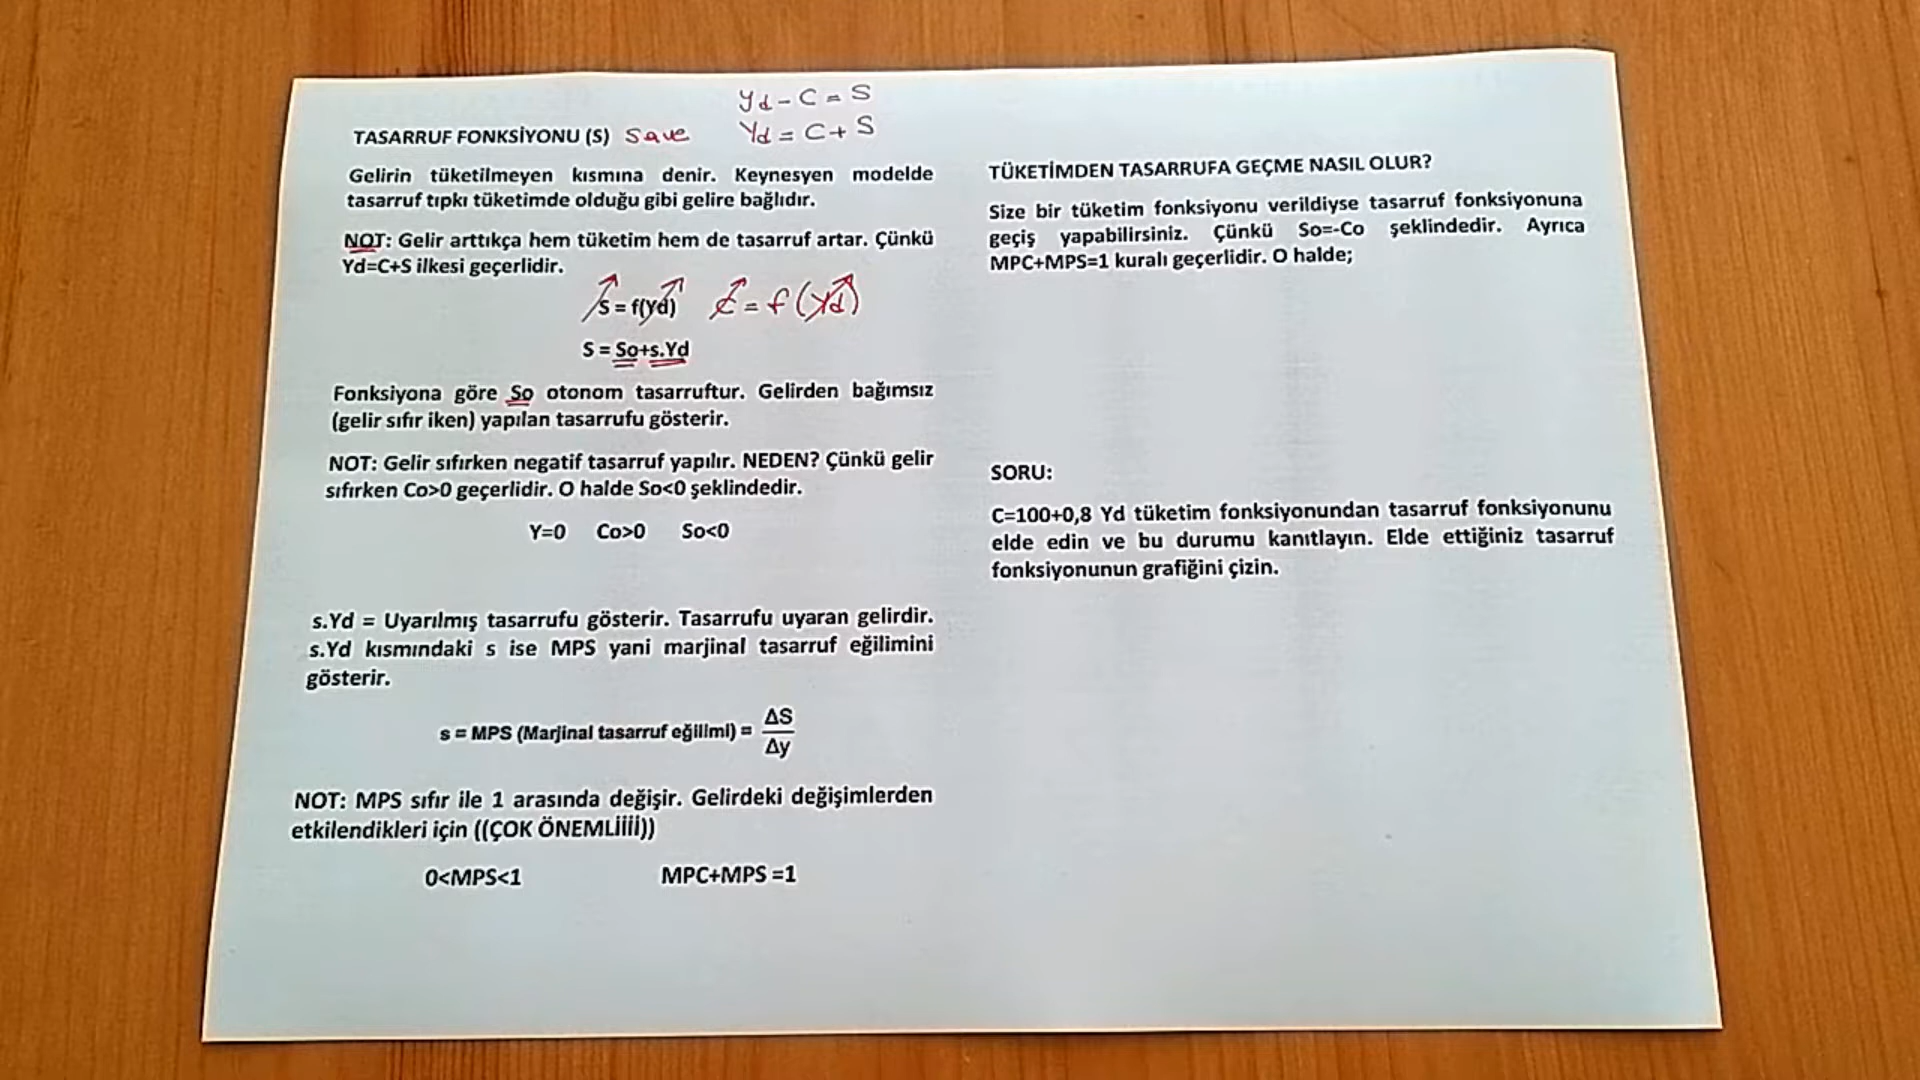 Yd - C = S
TASARRUF FONKSİYONU (S) Save
Yd = C + S
Gelirin tüketilmeyen kısmına denir. Keynesyen modelde
tasarruf tıpkı tüketimde olduğu gibi gelire bağlıdır.
NOT: Gelir arttıkça hem tüketim hem de tasarruf artar. Çünkü
Yd=C+S ilkesi geçerlidir.
S = f(Yd) C = f(Yd)
S = So+s.Yd
Fonksiyona göre So otonom tasarruftur. Gelirden bağımsız
(gelir sıfır iken) yapılan tasarrufu gösterir.
NOT: Gelir sıfırken negatif tasarruf yapılır. NEDEN? Çünkü gelir
sıfırken Co>0 geçerlidir. O halde So<0 şeklindedir.
Y=0 Co>0 So<0
s.Yd = Uyarılmış tasarrufu gösterir. Tasarrufu uyaran gelirdir.
s.Yd kısmındaki s ise MPS yani marjinal tasarruf eğilimini
gösterir.
s = MPS (Marjinal tasarruf eğilimi) = ΔS
Δy
NOT: MPS sıfır ile 1 arasında değişir. Gelirdeki değişimlerden
etkilendikleri için ((ÇOK ÖNEMLİİİİ))
0<MPS<1 MPC+MPS =1
TÜKETİMDEN TASARRUFA GEÇME NASIL OLUR?
Size bir tüketim fonksiyonu verildiyse tasarruf fonksiyonuna
geçiş yapabilirsiniz. Çünkü So=-Co şeklindedir. Ayrıca
MPC+MPS=1 kuralı geçerlidir. O halde;
SORU:
C=100+0,8 Yd tüketim fonksiyonundan tasarruf fonksiyonunu
elde edin ve bu durumu kanıtlayın. Elde ettiğiniz tasarruf
fonksiyonunun grafiğini çizin.